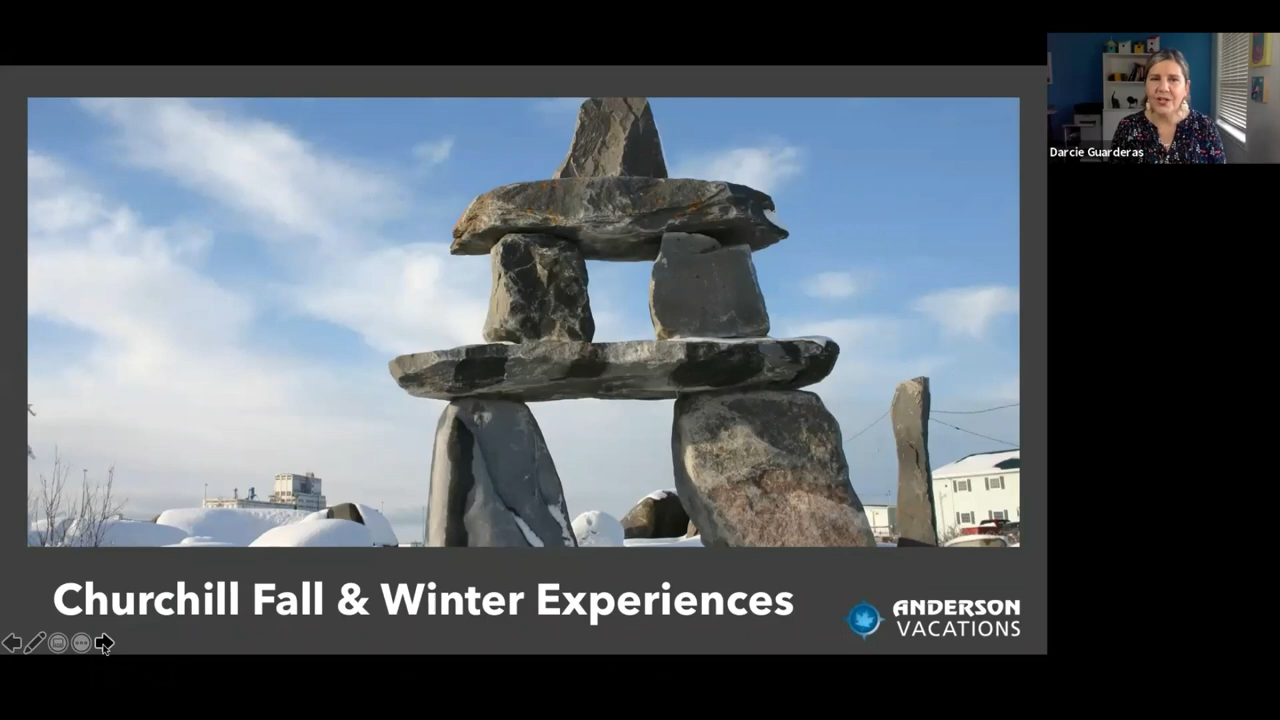 Darcie Guarderas
Churchill Fall & Winter Experiences
ANDERSON
VACATIONS